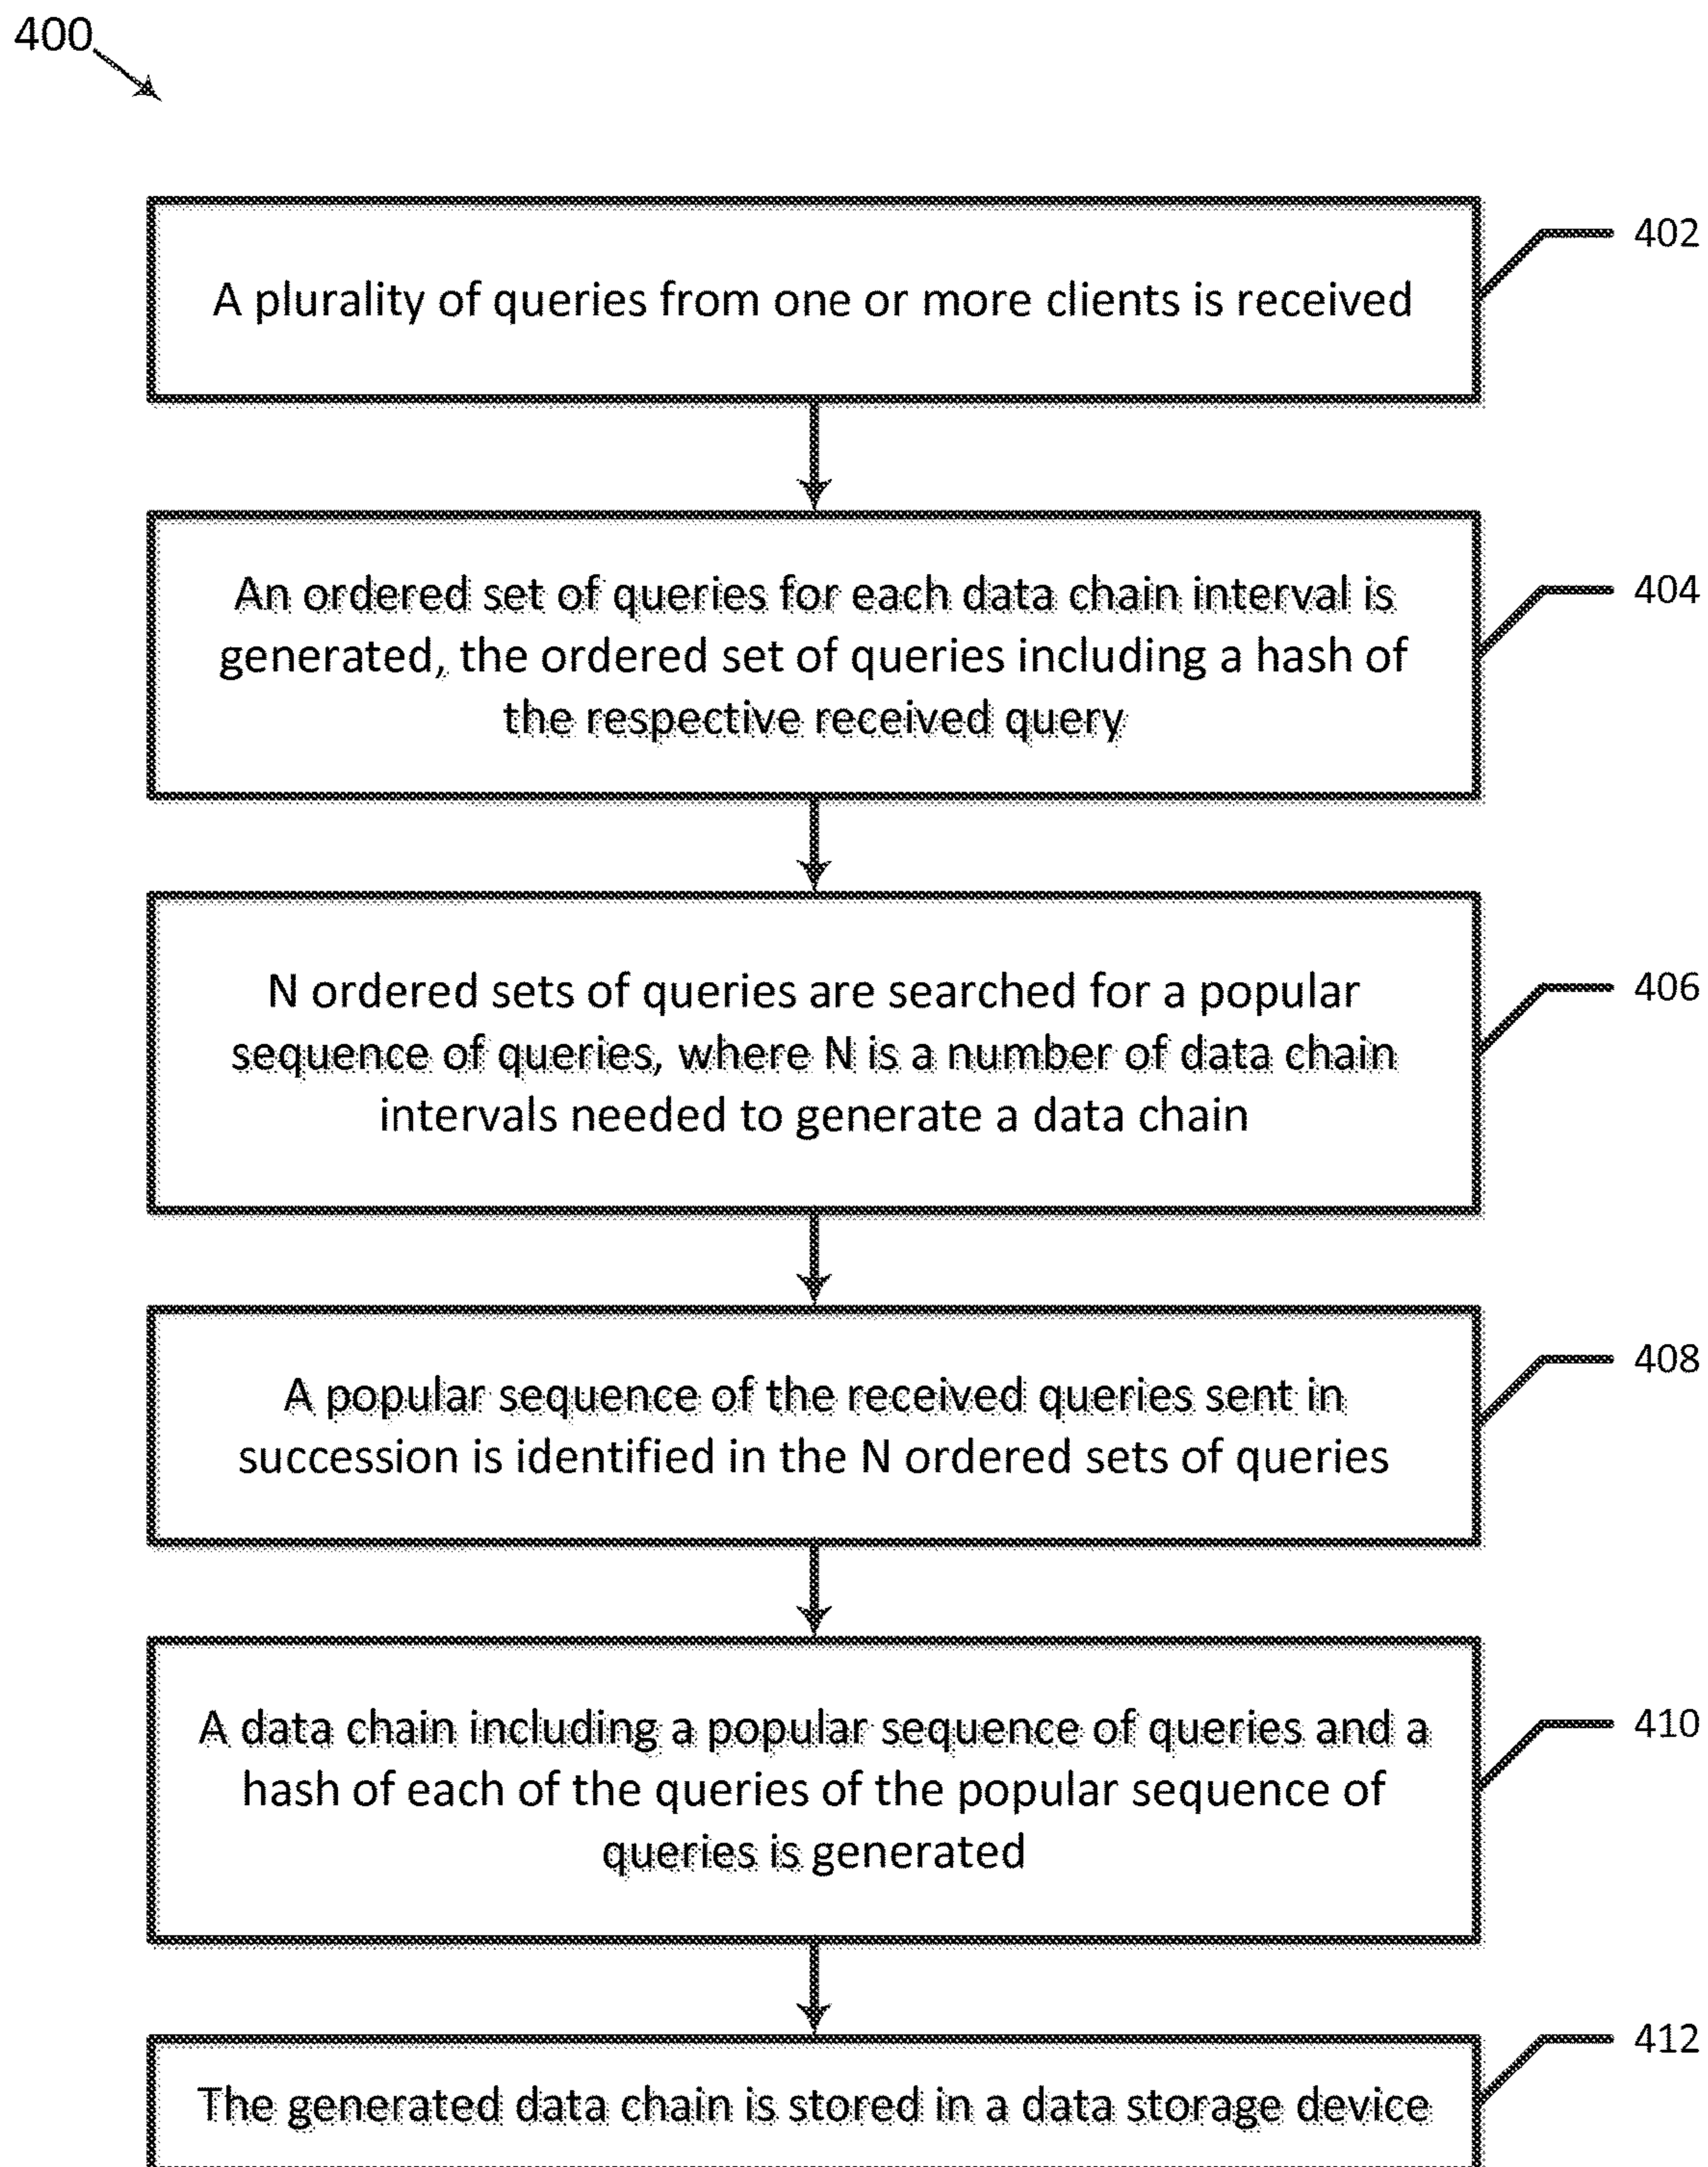 400
A plurality of queries from one or more clients is received
402
An ordered set of queries for each data chain interval is
generated, the ordered set of queries including a hash of
the respective received query
404
N ordered sets of queries are searched for a popular
sequence of queries, where N is a number of data chain
intervals needed to generate a data chain
406
A popular sequence of the received queries sent in
succession is identified in the N ordered sets of queries
408
A data chain including a popular sequence of queries and a
hash of each of the queries of the popular sequence of
queries is generated
410
The generated data chain is stored in a data storage device
412